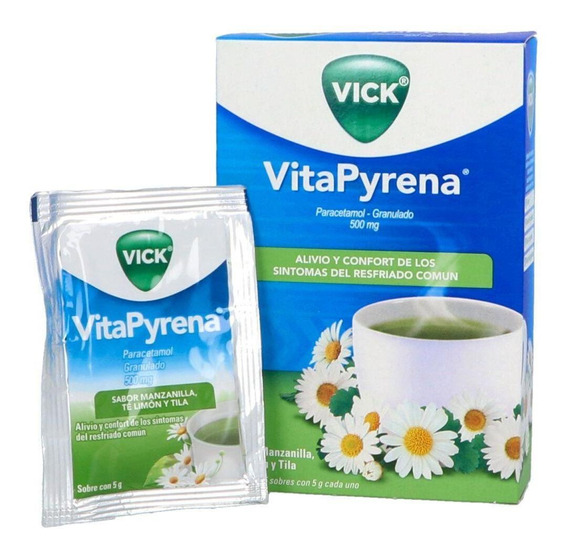 VICK®
VitaPyrena®
Paracetamol - Granulado
500 mg
ALIVIO Y CONFORT DE LOS
SINTOMAS DEL RESFRIADO COMUN
Manzanilla,
y Tila
sobres con 5 g cada uno
VICK
VitaPyrena
Paracetamol
Granulado
500 mg
SABOR MANZANILLA,
TÉ LIMÓN Y TILA
Alivio y confort de los síntomas
del resfriado común
Sobre con 5 g